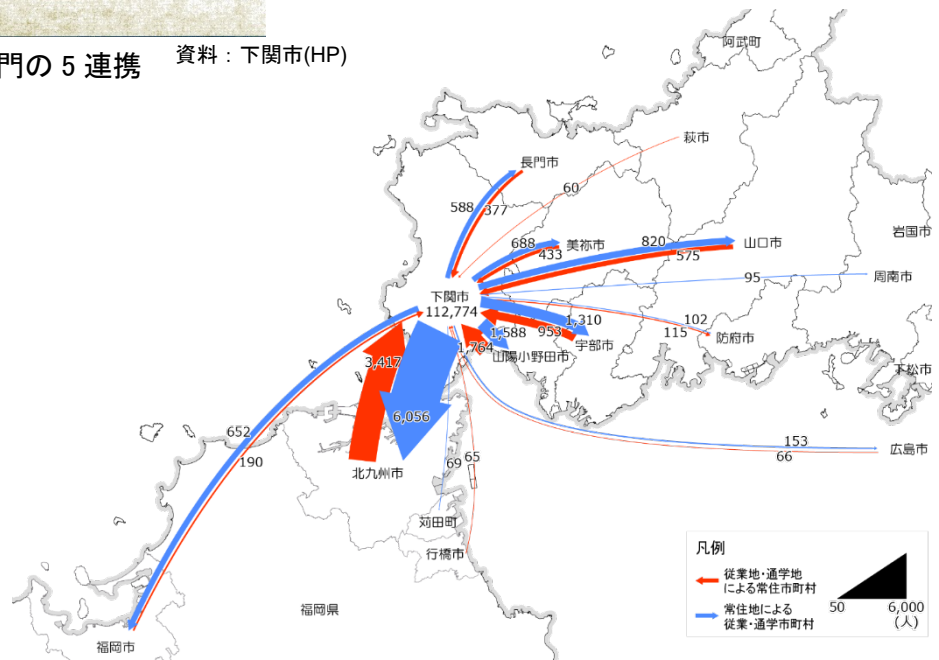 門の 5 連携
資料：下関市(HP)
阿武町
萩市
長門市
60
588
377
岩国市
688
美祢市
433
820
山口市
575
95
周南市
下関市
112,774
102
115
防府市
1,310
953
宇部市
1,588
1,764
山陽小野田市
下松市
3,417
6,056
652
190
153
66
広島市
69
65
北九州市
苅田町
行橋市
福岡県
福岡市
凡例
従業地・通学地
による常住市町村
常住地による
従業・通学市町村
50
6,000
(人)